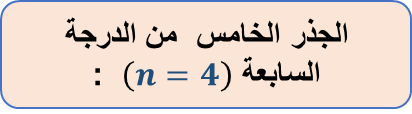 الجذر الخامس من الدرجة
السابعة (n = 4) :